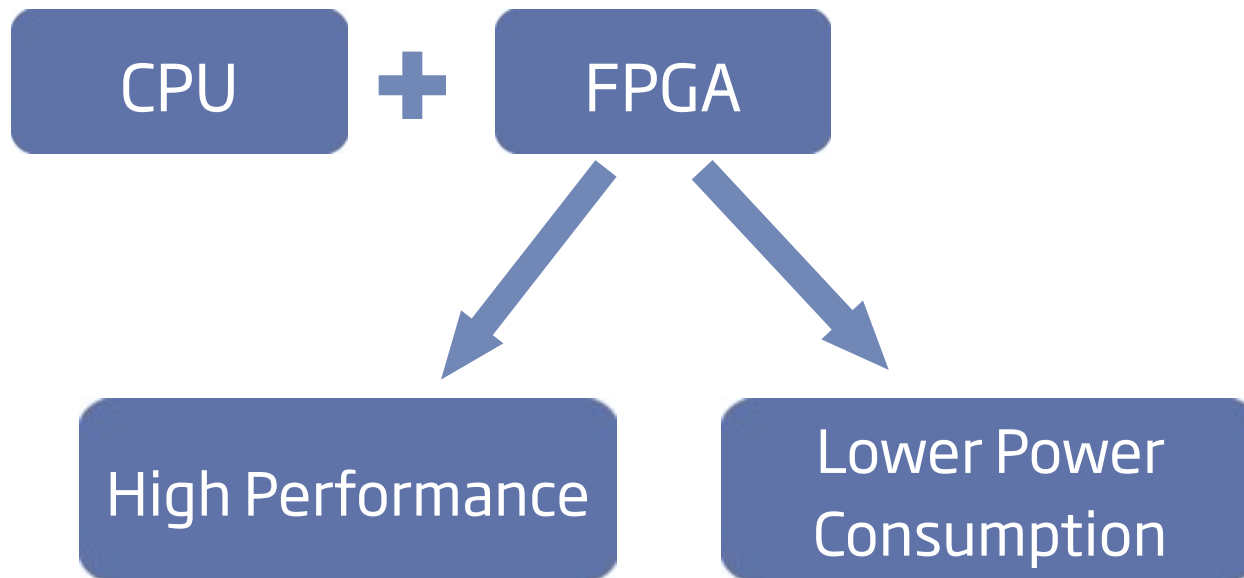 CPU
FPGA
High Performance
Lower Power
Consumption